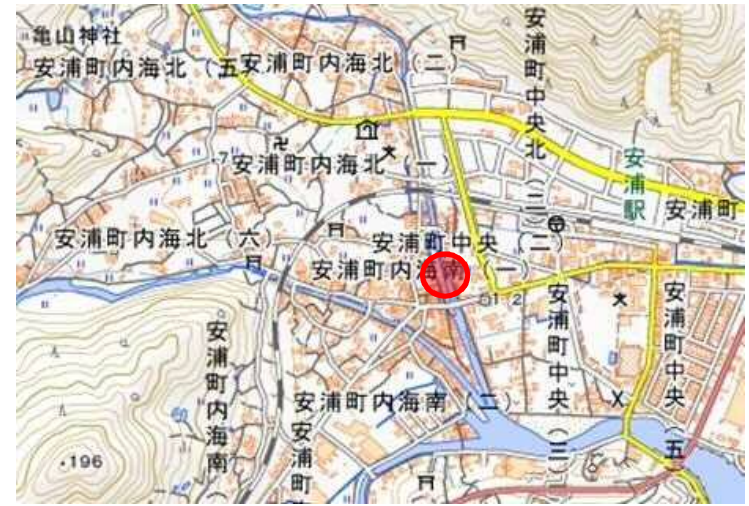 亀山神社
安浦町内海北（五）
安浦町内海北（二）
安浦町中央北（三）
安浦駅
安浦町
・7
安浦町内海北（一）
安浦町内海北（六）
安浦町中央（二）
安浦町内海南（一）
1 2
安浦町内海南
安浦町内海南（二）
安浦町中央（三）
安浦町中央（五）
安浦町
・196